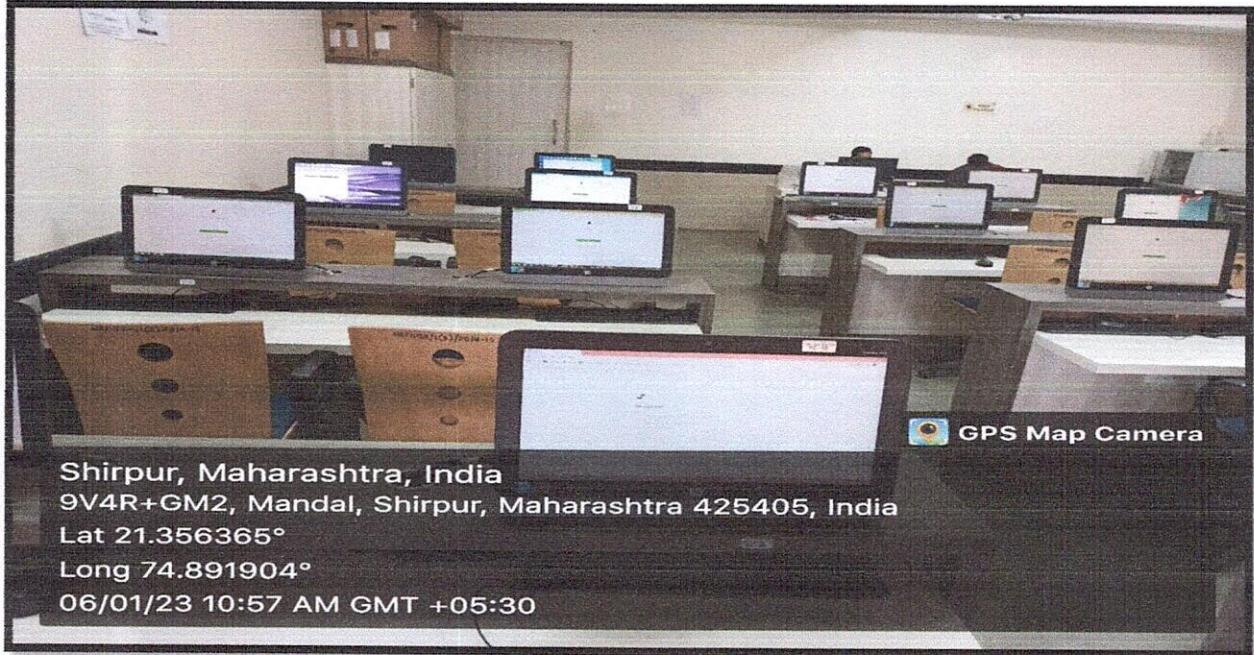 GPS Map Camera
Shirpur, Maharashtra, India
9V4R+GM2, Mandal, Shirpur, Maharashtra 425405, India
Lat 21.356365°
Long 74.891904°
06/01/23 10:57 AM GMT +05:30